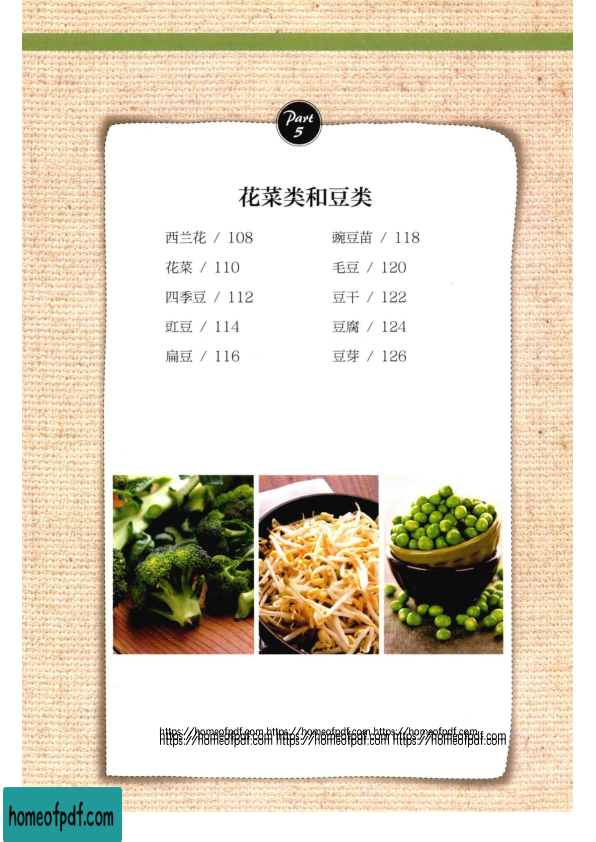 Part
5
花菜类和豆类
西兰花 / 108
花菜 / 110
四季豆 / 112
豇豆 / 114
扁豆 / 116
豌豆苗 / 118
毛豆 / 120
豆干 / 122
豆腐 / 124
豆芽 / 126
https://homeofpdf.com https://homeofpdf.com https://homeofpdf.com
https://homeofpdf.com https://homeofpdf.com https://homeofpdf.com
homeofpdf.com